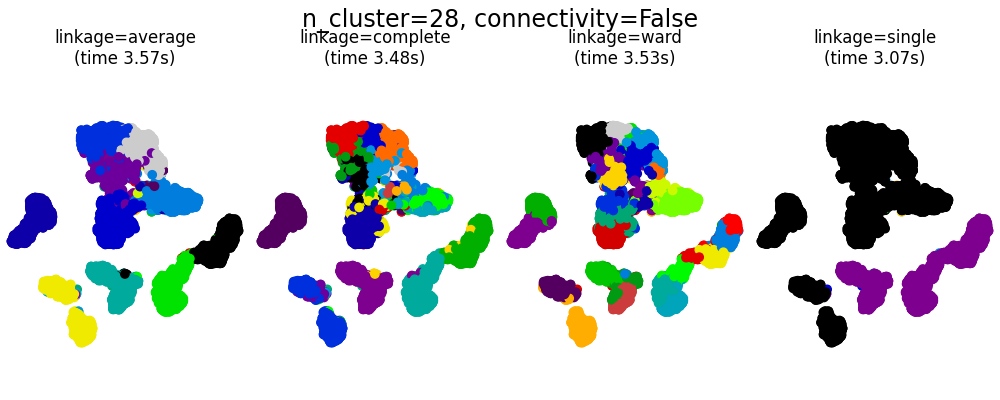 n_cluster=28, connectivity=False
linkage=average
(time 3.57s)
linkage=complete
(time 3.48s)
linkage=ward
(time 3.53s)
linkage=single
(time 3.07s)